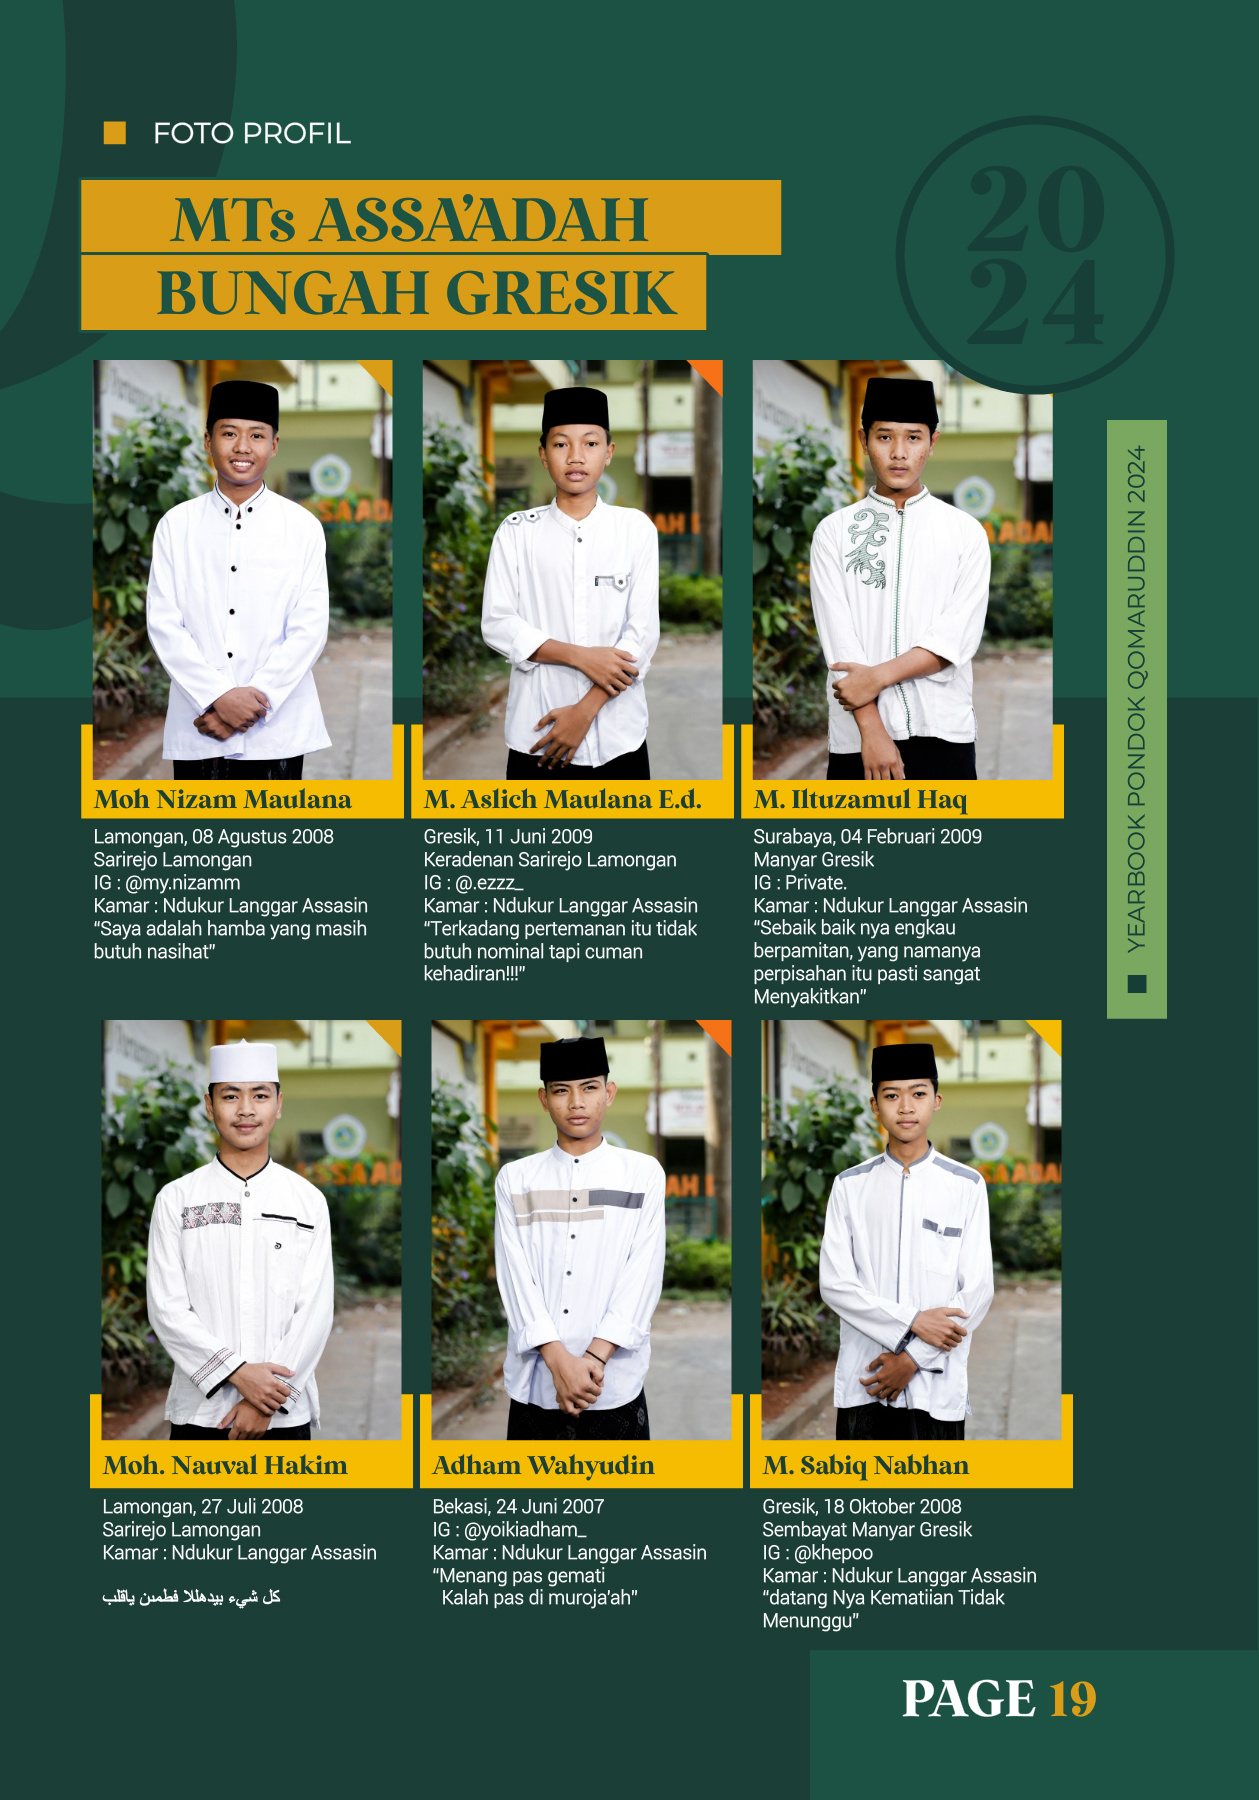 FOTO PROFIL
MTs ASSA’ADAH
BUNGAH GRESIK
20
24
YEARBOOK PONDOK QOMARUDDIN 2024
Moh Nizam Maulana
Lamongan, 08 Agustus 2008
Sarirejo Lamongan
IG : @my.nizamm
Kamar : Ndukur Langgar Assasin
“Saya adalah hamba yang masih
butuh nasihat”
M. Aslich Maulana E.d.
Gresik, 11 Juni 2009
Keradenan Sarirejo Lamongan
IG : @.ezzz_
Kamar : Ndukur Langgar Assasin
“Terkadang pertemanan itu tidak
butuh nominal tapi cuman
kehadiran!!!”
M. Iltuzamul Haq
Surabaya, 04 Februari 2009
Manyar Gresik
IG : Private.
Kamar : Ndukur Langgar Assasin
“Sebaik baik nya engkau
berpamitan, yang namanya
perpisahan itu pasti sangat
Menyakitkan”
Moh. Nauval Hakim
Lamongan, 27 Juli 2008
Sarirejo Lamongan
Kamar : Ndukur Langgar Assasin
كل شيء بيدهللا فطمىن ياقلب
Adham Wahyudin
Bekasi, 24 Juni 2007
IG : @yoikiadham_
Kamar : Ndukur Langgar Assasin
“Menang pas gemati
Kalah pas di muroja’ah”
M. Sabiq Nabhan
Gresik, 18 Oktober 2008
Sembayat Manyar Gresik
IG : @khepoo
Kamar : Ndukur Langgar Assasin
“datang Nya Kematiian Tidak
Menunggu”
PAGE 19